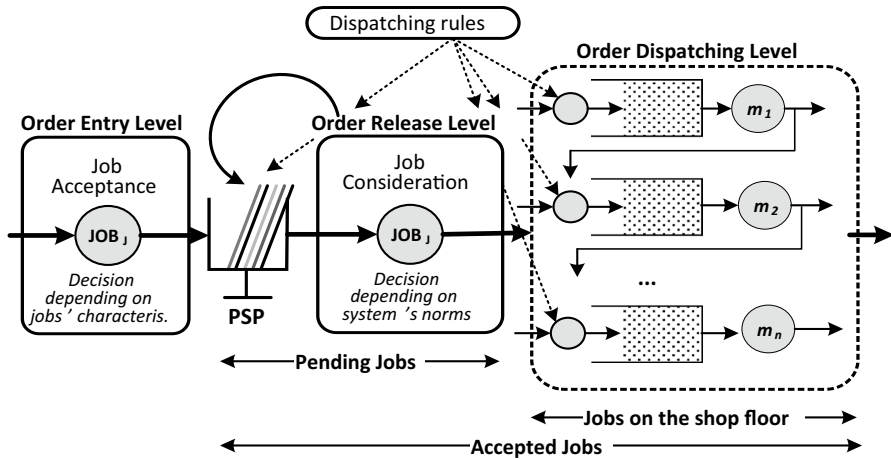 Dispatching rules
Order Dispatching Level
Order Entry Level
Order Release Level
Job
Acceptance
JOB J
Decision
depending on
jobs ' characteris.
PSP
Job
Consideration
JOB J
Decision
depending on
system 's norms
m1
m2
...
mn
Pending Jobs
Jobs on the shop floor
Accepted Jobs